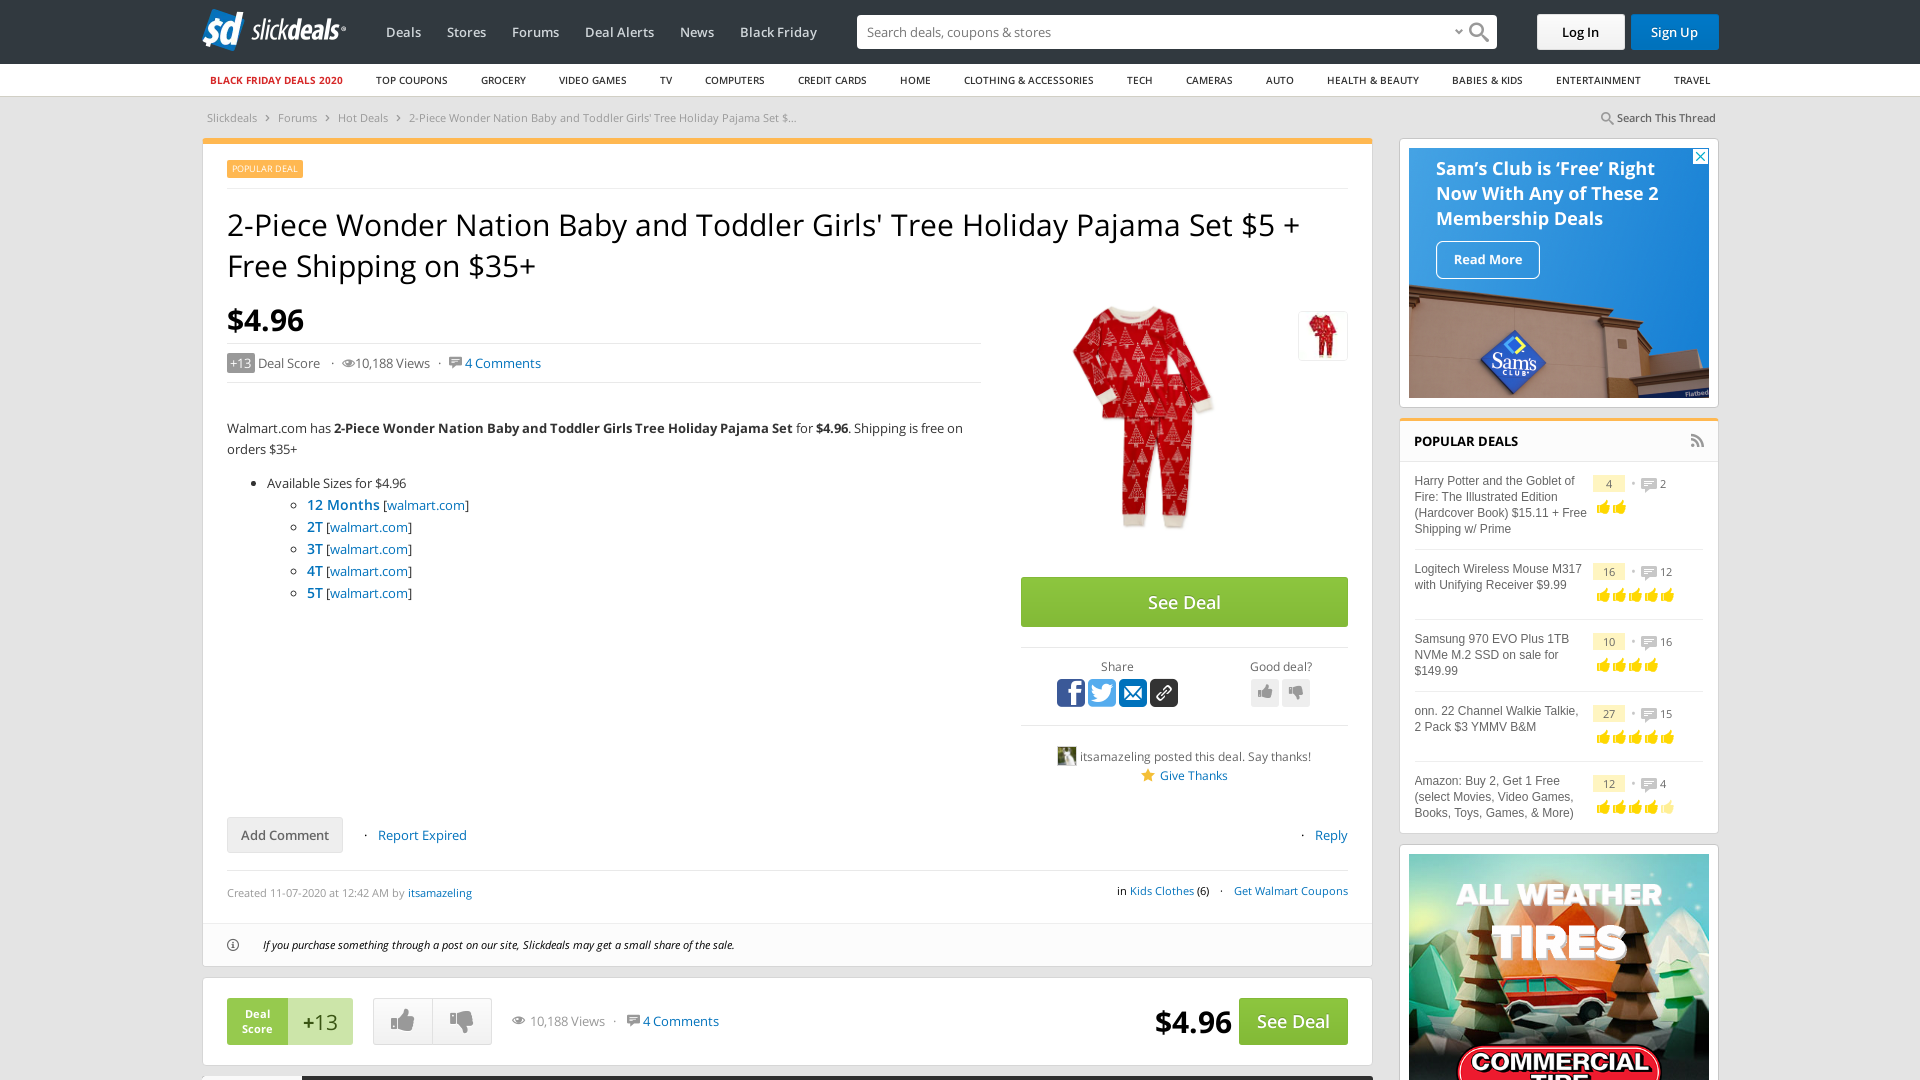 sd slickdeals
Deals Stores Forums Deal Alerts News Black Friday
Search deals, coupons & stores
Log In Sign Up
BLACK FRIDAY DEALS 2020 TOP COUPONS GROCERY VIDEO GAMES TV COMPUTERS CREDIT CARDS HOME CLOTHING & ACCESSORIES TECH CAMERAS AUTO HEALTH & BEAUTY BABIES & KIDS ENTERTAINMENT TRAVEL
Slickdeals › Forums › Hot Deals › 2-Piece Wonder Nation Baby and Toddler Girls' Tree Holiday Pajama Set $...
Search This Thread
POPULAR DEAL
2-Piece Wonder Nation Baby and Toddler Girls' Tree Holiday Pajama Set $5 +
Free Shipping on $35+
$4.96
+13 Deal Score · 10,188 Views · 4 Comments
Walmart.com has 2-Piece Wonder Nation Baby and Toddler Girls Tree Holiday Pajama Set for $4.96. Shipping is free on
orders $35+
Available Sizes for $4.96
12 Months [walmart.com]
2T [walmart.com]
3T [walmart.com]
4T [walmart.com]
5T [walmart.com]
See Deal
Share
Good deal?
itsamazeling posted this deal. Say thanks!
Give Thanks
Add Comment · Report Expired
· Reply
Created 11-07-2020 at 12:42 AM by itsamazeling
in Kids Clothes (6) · Get Walmart Coupons
If you purchase something through a post on our site, Slickdeals may get a small share of the sale.
Deal
Score
+13
10,188 Views · 4 Comments
$4.96
See Deal
Sam's Club is ‘Free’ Right
Now With Any of These 2
Membership Deals
Read More
Sam's
CLUB
Flatbed
POPULAR DEALS
Harry Potter and the Goblet of
Fire: The Illustrated Edition
(Hardcover Book) $15.11 + Free
Shipping w/ Prime
4 • 2
Logitech Wireless Mouse M317
with Unifying Receiver $9.99
16 • 12
Samsung 970 EVO Plus 1TB
NVMe M.2 SSD on sale for
$149.99
10 • 16
onn. 22 Channel Walkie Talkie,
2 Pack $3 YMMV B&M
27 • 15
Amazon: Buy 2, Get 1 Free
(select Movies, Video Games,
Books, Toys, Games, & More)
12 • 4
ALL WEATHER
TIRES
COMMERCIAL
TIRE